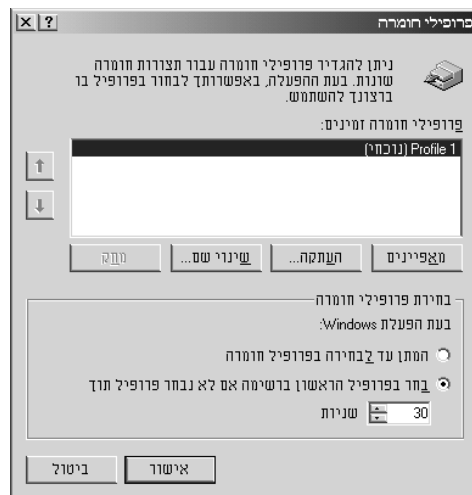 פרופילי חומרה
ניתן להגדיר פרופילי חומרה עבור תצורות חומרה
שונות. בעת ההפעלה, באפשרותך לבחור בפרופיל בו
ברצונך להשתמש.
פרופילי חומרה זמינים:
Profile 1 (נוכחי)
מאפיינים
העתקה...
שינוי שם...
מחק
בחירת פרופילי חומרה
בעת הפעלת Windows:
המתן עד לבחירה בפרופיל חומרה
בחר בפרופיל הראשון ברשימה אם לא נבחר פרופיל תוך
30 שניות
אישור
ביטול